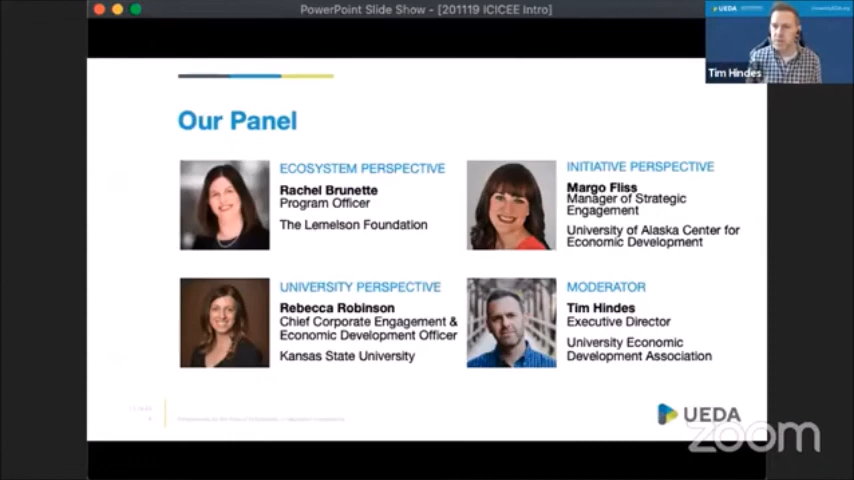 PowerPoint Slide Show - [201119 ICICEE Intro]
UEDA
Tim Hindes
Our Panel
ECOSYSTEM PERSPECTIVE
Rachel Brunette
Program Officer
The Lemelson Foundation
INITIATIVE PERSPECTIVE
Margo Fliss
Manager of Strategic
Engagement
University of Alaska Center for
Economic Development
UNIVERSITY PERSPECTIVE
Rebecca Robinson
Chief Corporate Engagement &
Economic Development Officer
Kansas State University
MODERATOR
Tim Hindes
Executive Director
University Economic
Development Association
UEDA
zoom